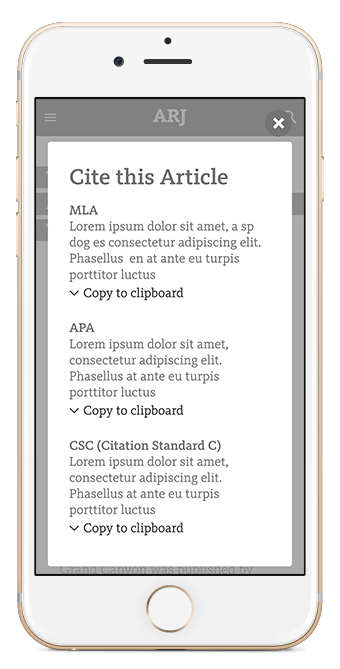 ARJ
Cite this Article
MLA
Lorem ipsum dolor sit amet, a sp
dog es consectetur adipiscing elit.
Phasellus en at ante eu turpis
porttitor luctus
Copy to clipboard
APA
Lorem ipsum dolor sit amet,
consectetur adipiscing elit.
Phasellus at ante eu turpis
porttitor luctus
Copy to clipboard
CSC (Citation Standard C)
Lorem ipsum dolor sit amet,
consectetur adipiscing elit.
Phasellus at ante eu turpis
porttitor luctus
Copy to clipboard
Grand Canyon was published by